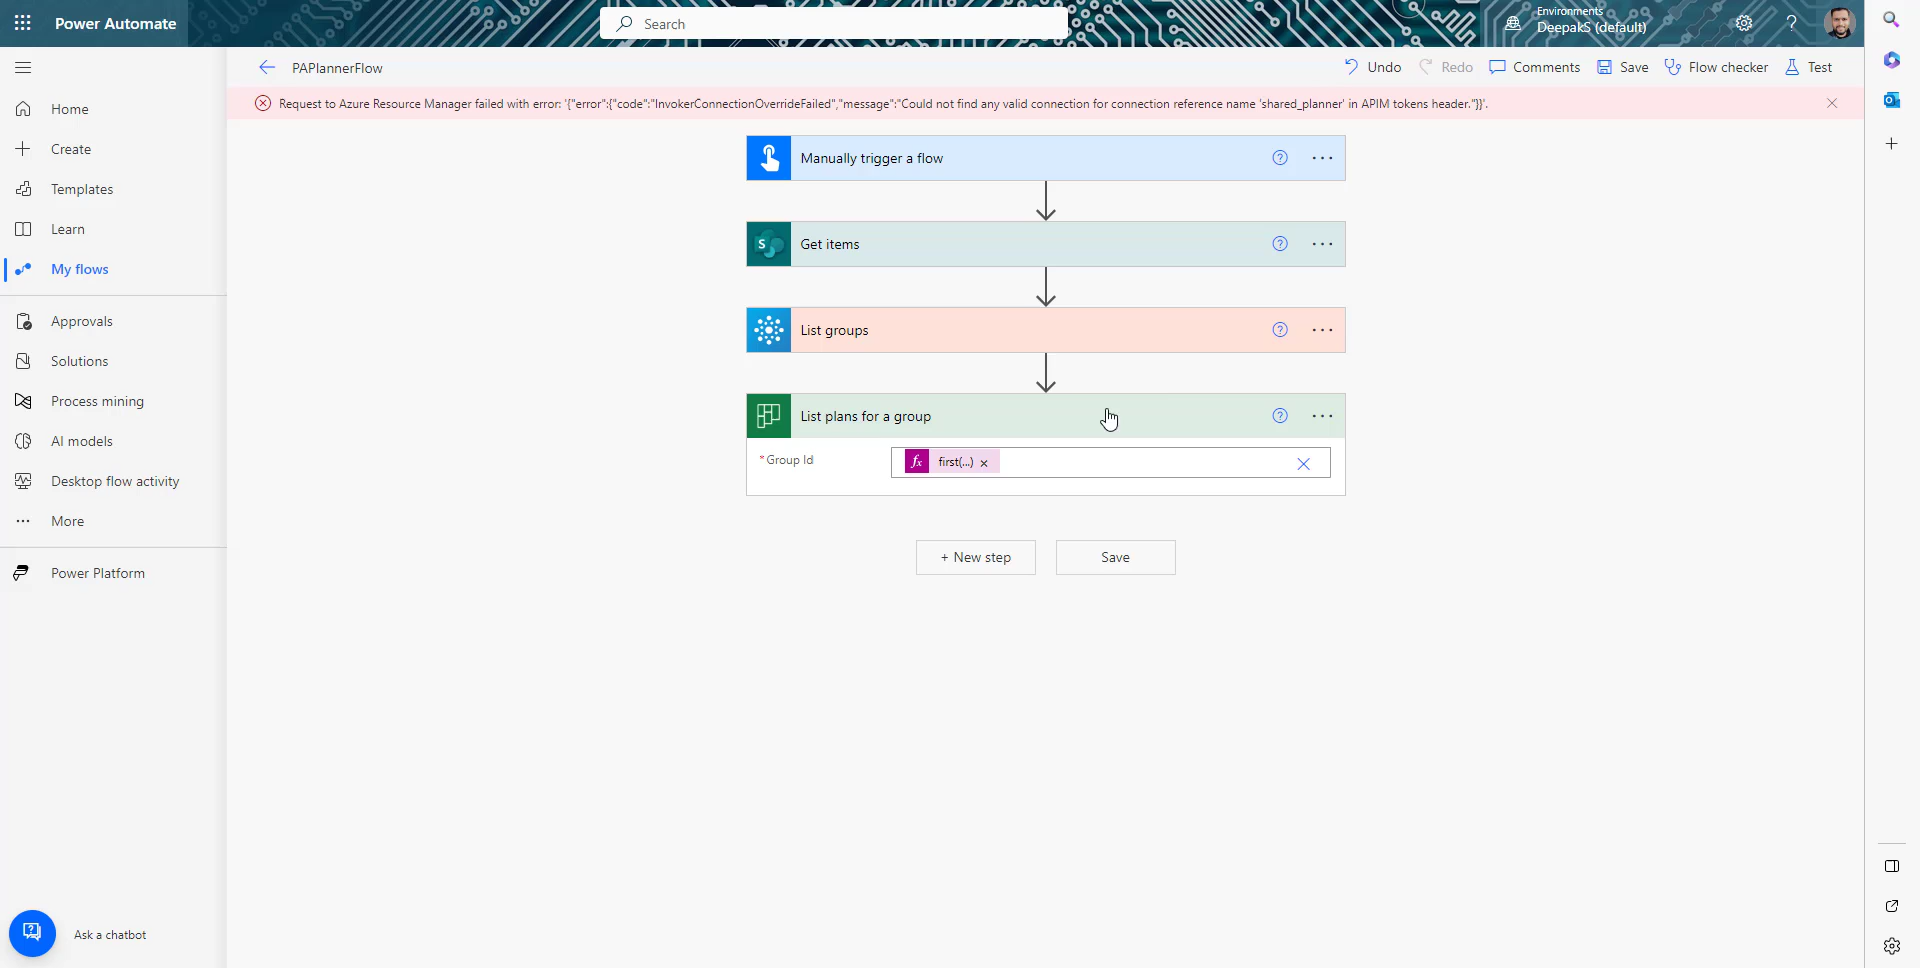 Power Automate
Search
Environments
DeepakS (default)
PAPlannerFlow
Undo
Redo
Comments
Save
Flow checker
Test
Request to Azure Resource Manager failed with error: '{"error":{"code":"InvokerConnectionOverrideFailed","message":"Could not find any valid connection for connection reference name 'shared_planner' in APIM tokens header."}}'.
Home
Create
Templates
Learn
My flows
Approvals
Solutions
Process mining
AI models
Desktop flow activity
More
Power Platform
Ask a chatbot
Manually trigger a flow
S
Get items
List groups
List plans for a group
*Group Id
fx first(...) ×
+ New step
Save